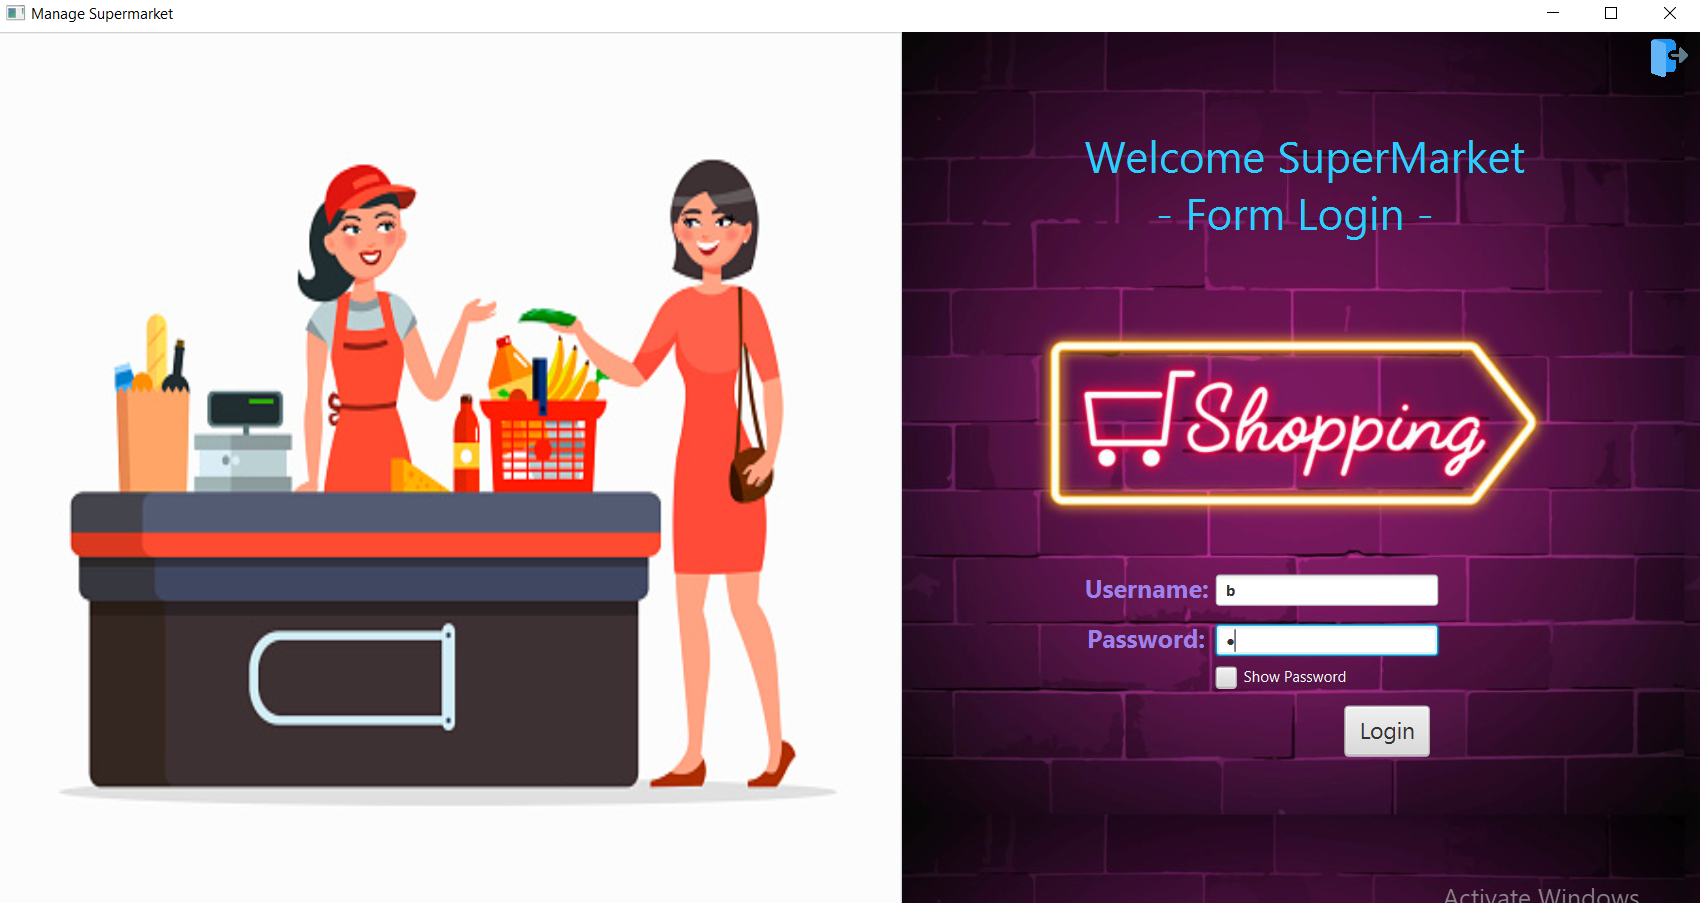 Manage Supermarket
Welcome SuperMarket
- Form Login -
Shopping
Username: b
Password: •
Show Password
Login
Activate Windows